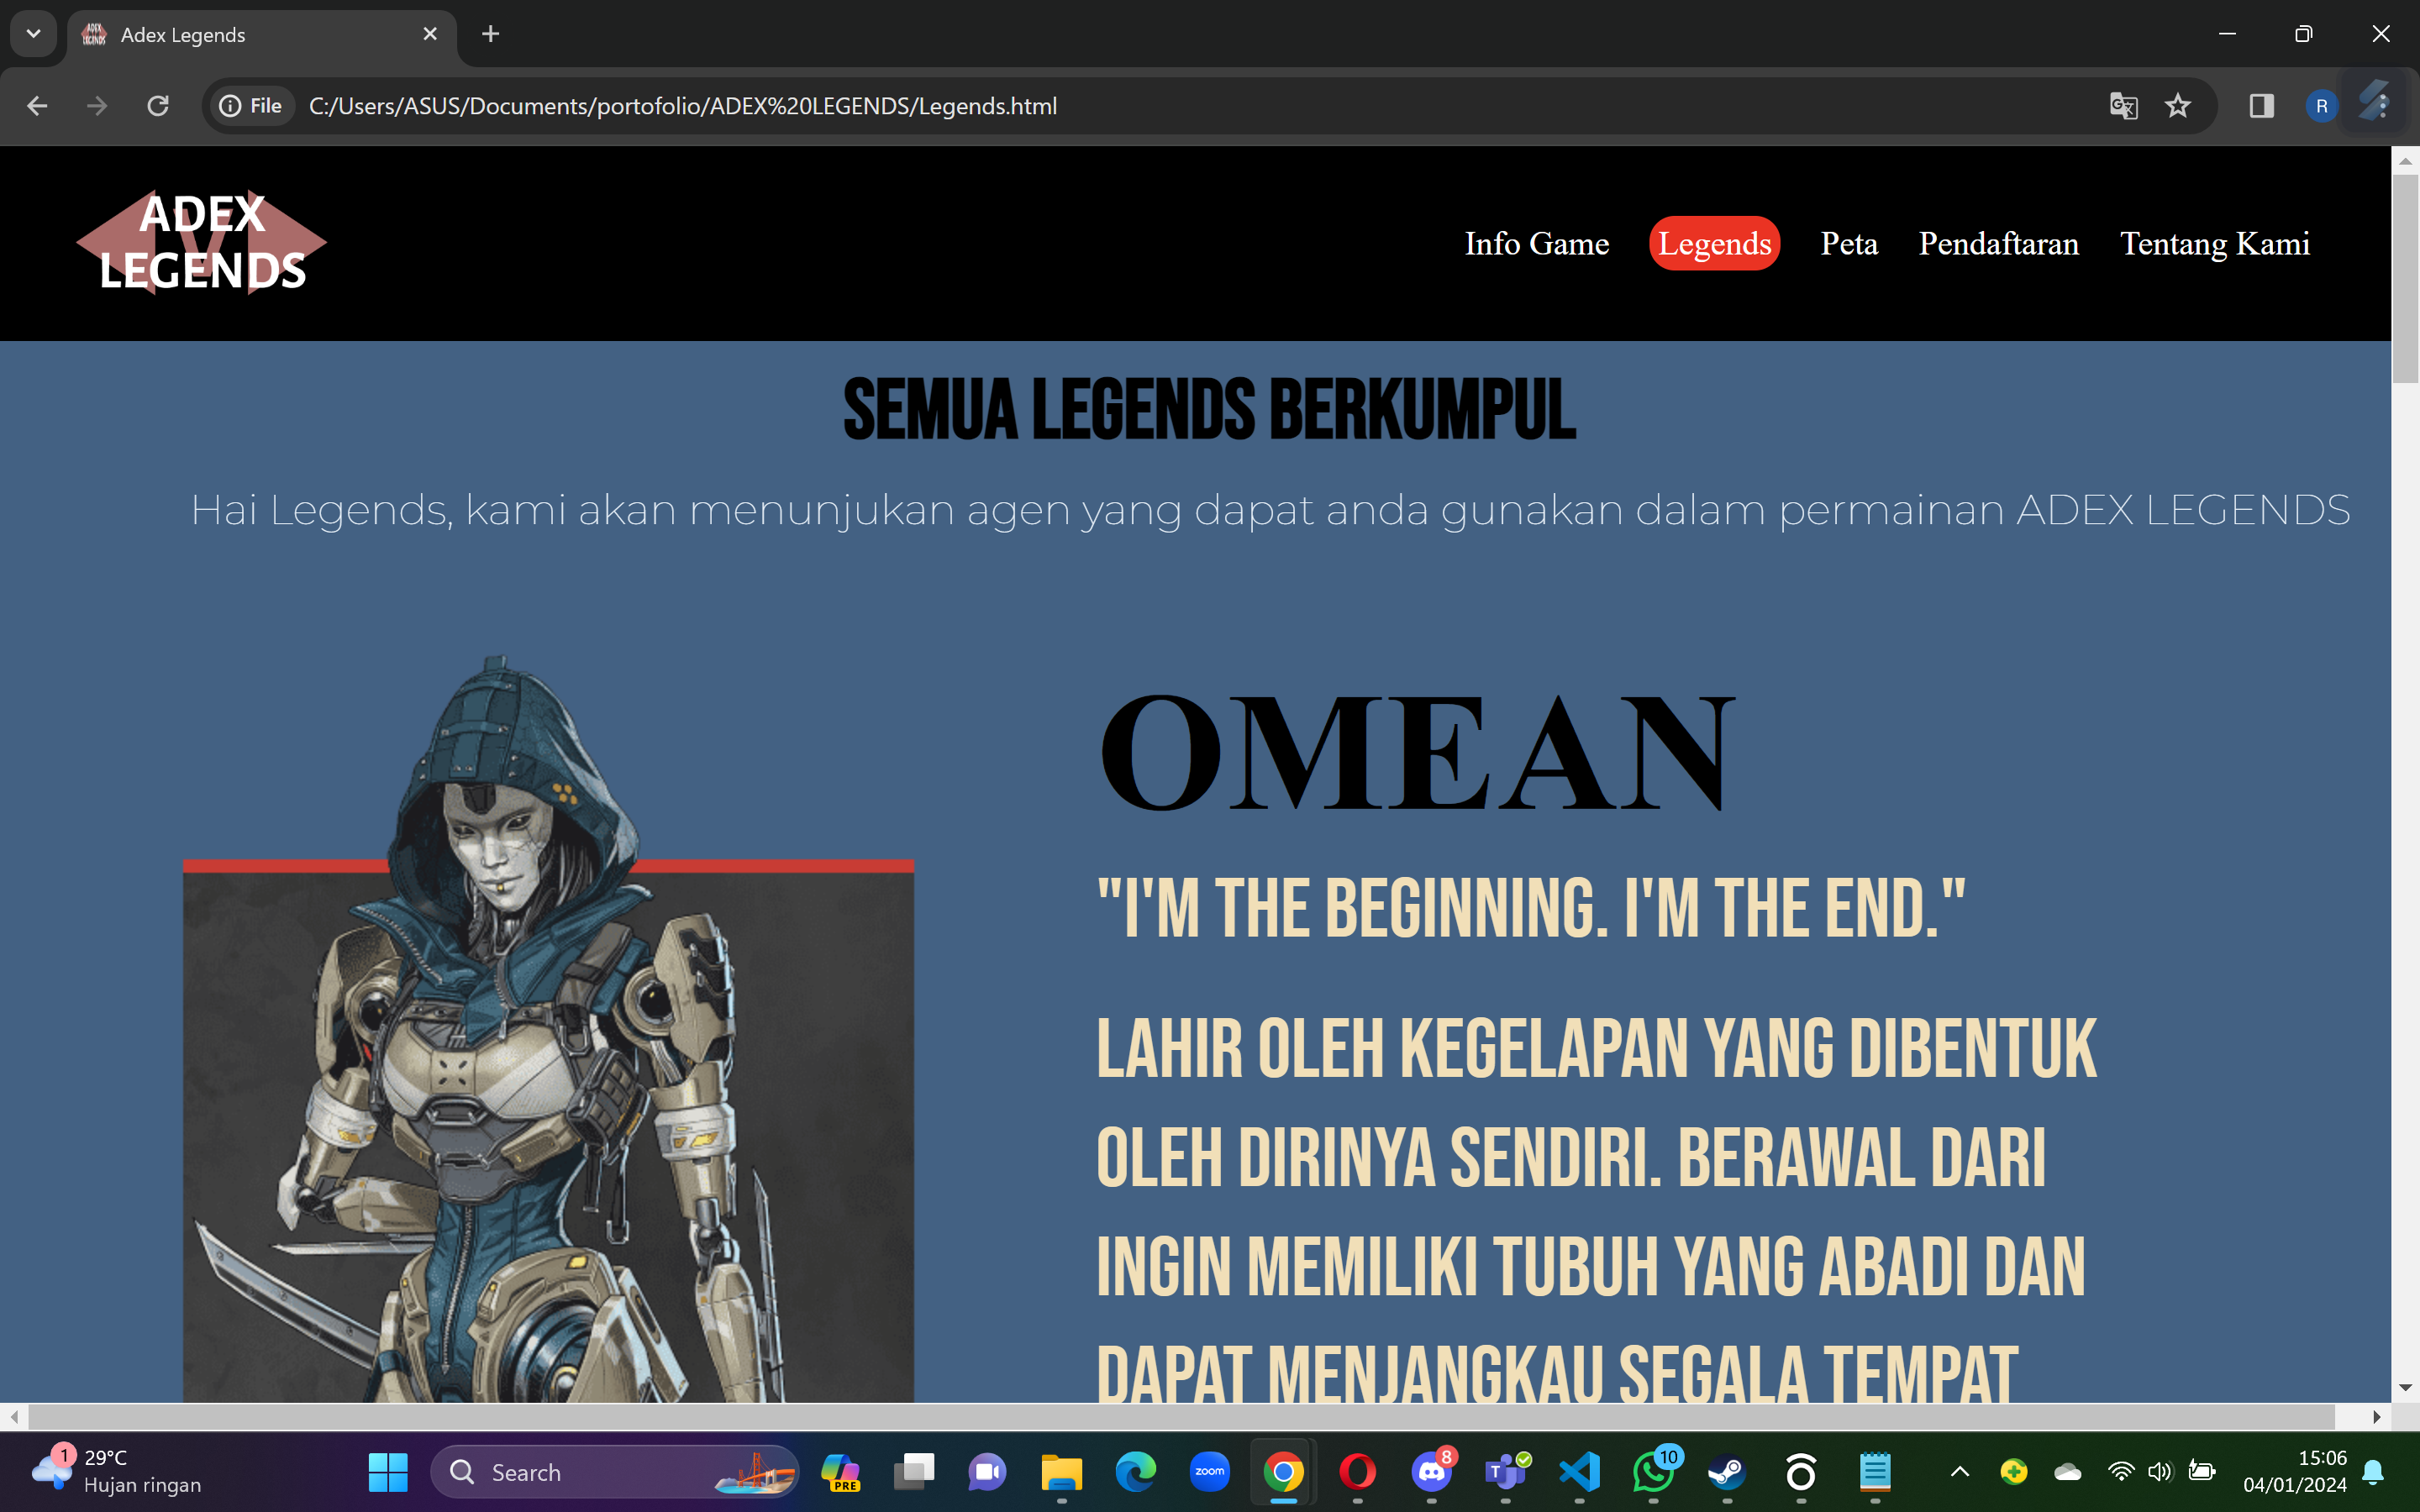 Adex Legends
File
C:/Users/ASUS/Documents/portofolio/ADEX%20LEGENDS/Legends.html
R
ADEX
LEGENDS
Info Game
Legends
Peta
Pendaftaran
Tentang Kami
SEMUA LEGENDS BERKUMPUL
Hai Legends, kami akan menunjukan agen yang dapat anda gunakan dalam permainan ADEX LEGENDS
OMEAN
"I'M THE BEGINNING. I'M THE END."
LAHIR OLEH KEGELAPAN YANG DIBENTUK
OLEH DIRINYA SENDIRI. BERAWAL DARI
INGIN MEMILIKI TUBUH YANG ABADI DAN
DAPAT MENJANGKAU SEGALA TEMPAT
1
29°C
Hujan ringan
Search
PRE
zoom
8
T
10
15:06
04/01/2024